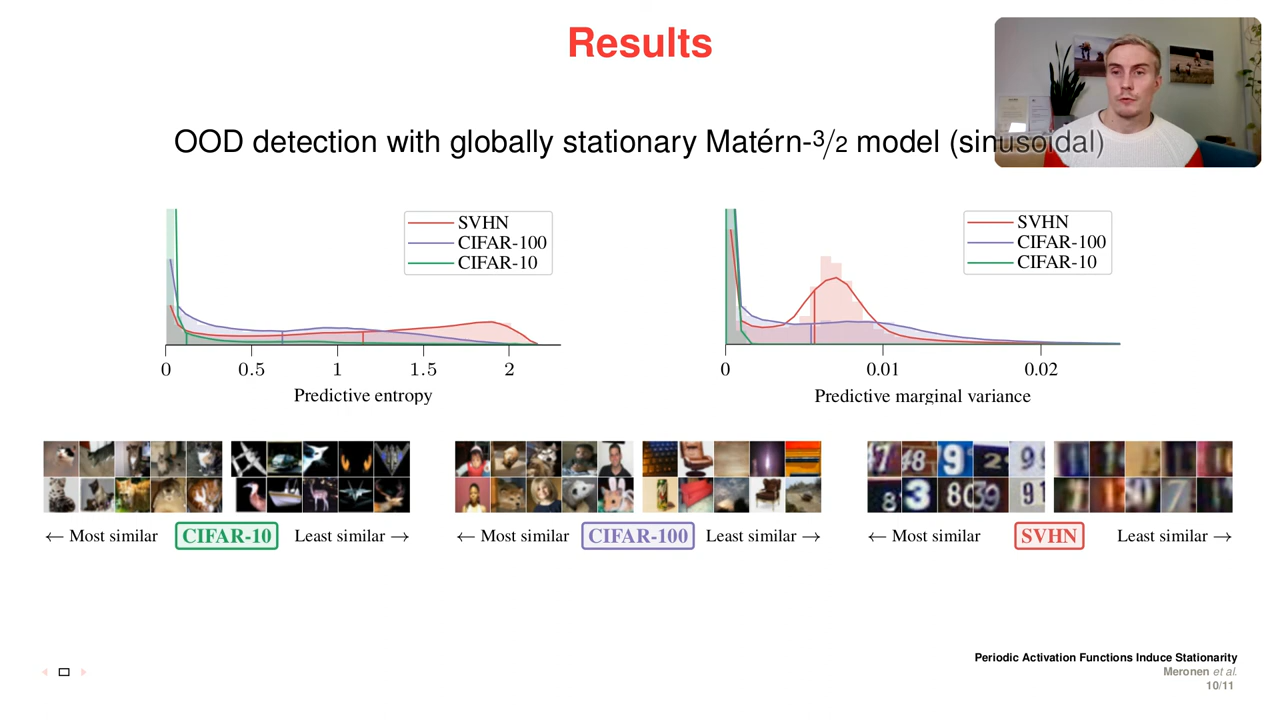 Results
OOD detection with globally stationary Matérn-3/2 model (sinusoidal)
SVHN
CIFAR-100
CIFAR-10
0 0.5 1 1.5 2
Predictive entropy
SVHN
CIFAR-100
CIFAR-10
0 0.01 0.02
Predictive marginal variance
← Most similar CIFAR-10 Least similar →
← Most similar CIFAR-100 Least similar →
← Most similar SVHN Least similar →
Periodic Activation Functions Induce Stationarity
Meronen et al.
10/11